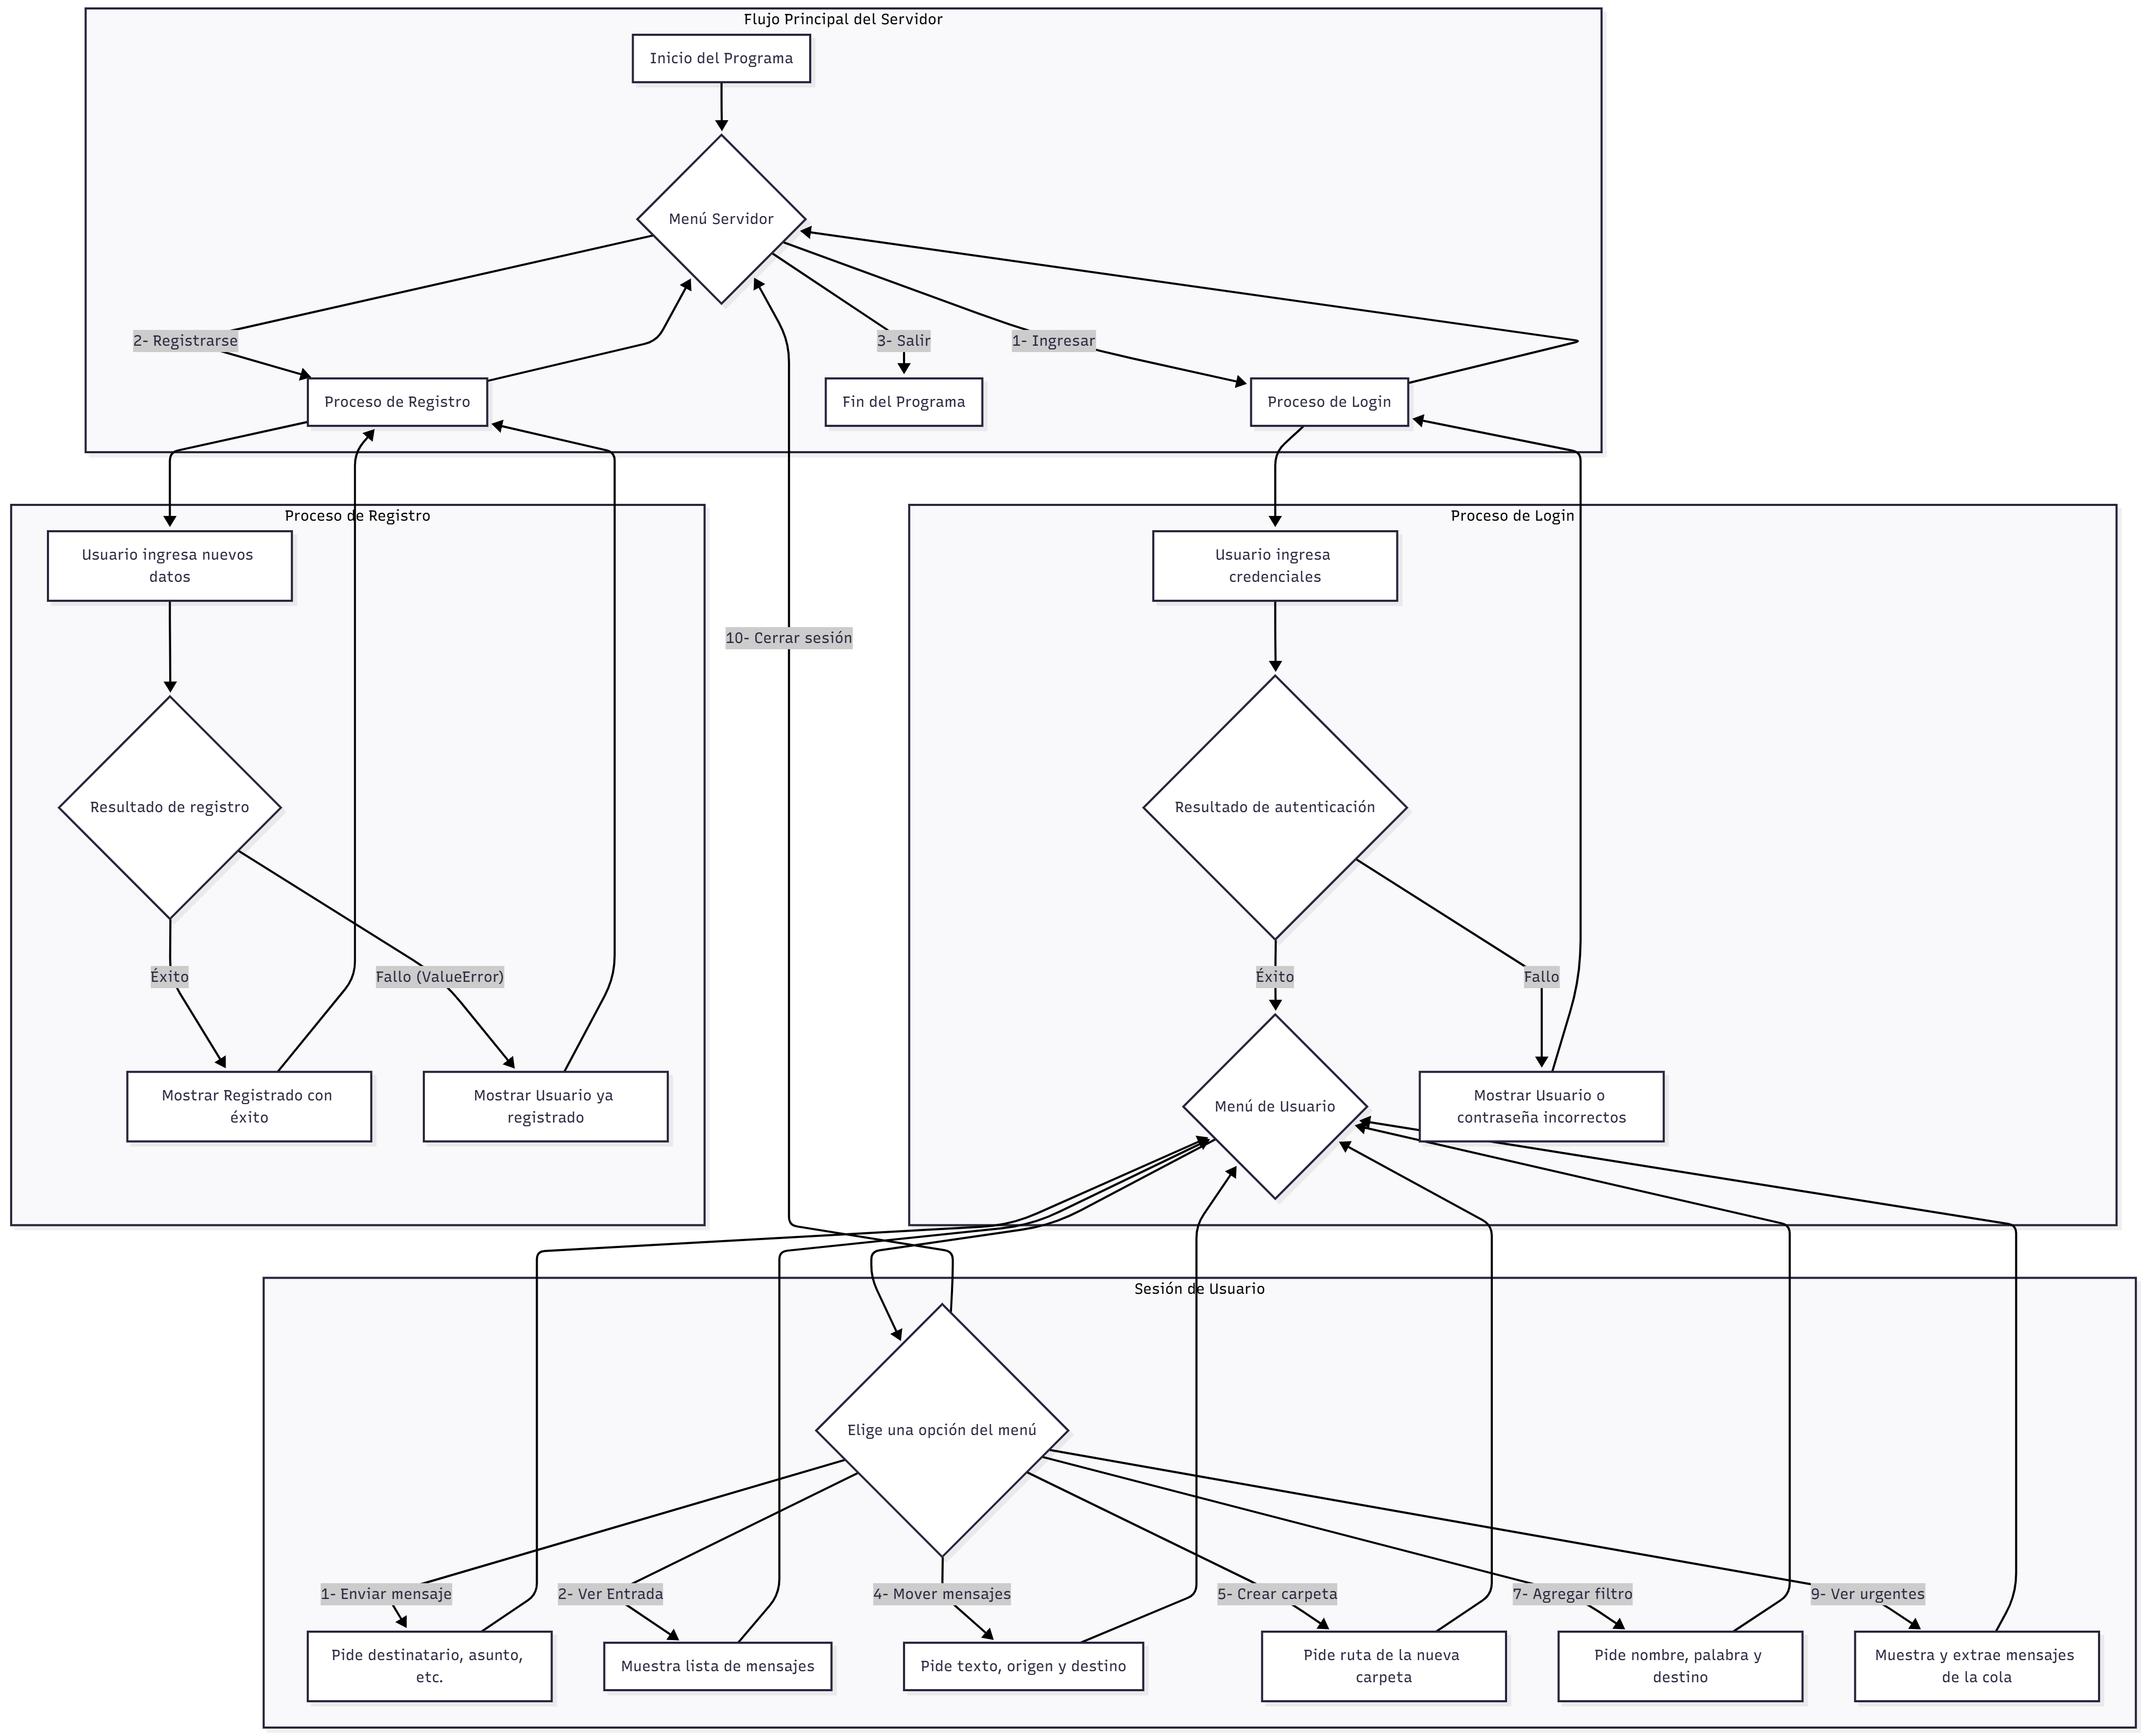 Flujo Principal del Servidor
Inicio del Programa
Menú Servidor
2- Registrarse
3- Salir
1- Ingresar
Proceso de Registro
Fin del Programa
Proceso de Login
Proceso de Registro
Usuario ingresa nuevos
datos
Resultado de registro
Éxito
Fallo (ValueError)
Mostrar Registrado con
éxito
Mostrar Usuario ya
registrado
10- Cerrar sesión
Proceso de Login
Usuario ingresa
credenciales
Resultado de autenticación
Éxito
Fallo
Menú de Usuario
Mostrar Usuario o
contraseña incorrectos
Sesión de Usuario
Elige una opción del menú
1- Enviar mensaje
2- Ver Entrada
4- Mover mensajes
5- Crear carpeta
7- Agregar filtro
9- Ver urgentes
Pide destinatario, asunto,
etc.
Muestra lista de mensajes
Pide texto, origen y destino
Pide ruta de la nueva
carpeta
Pide nombre, palabra y
destino
Muestra y extrae mensajes
de la cola